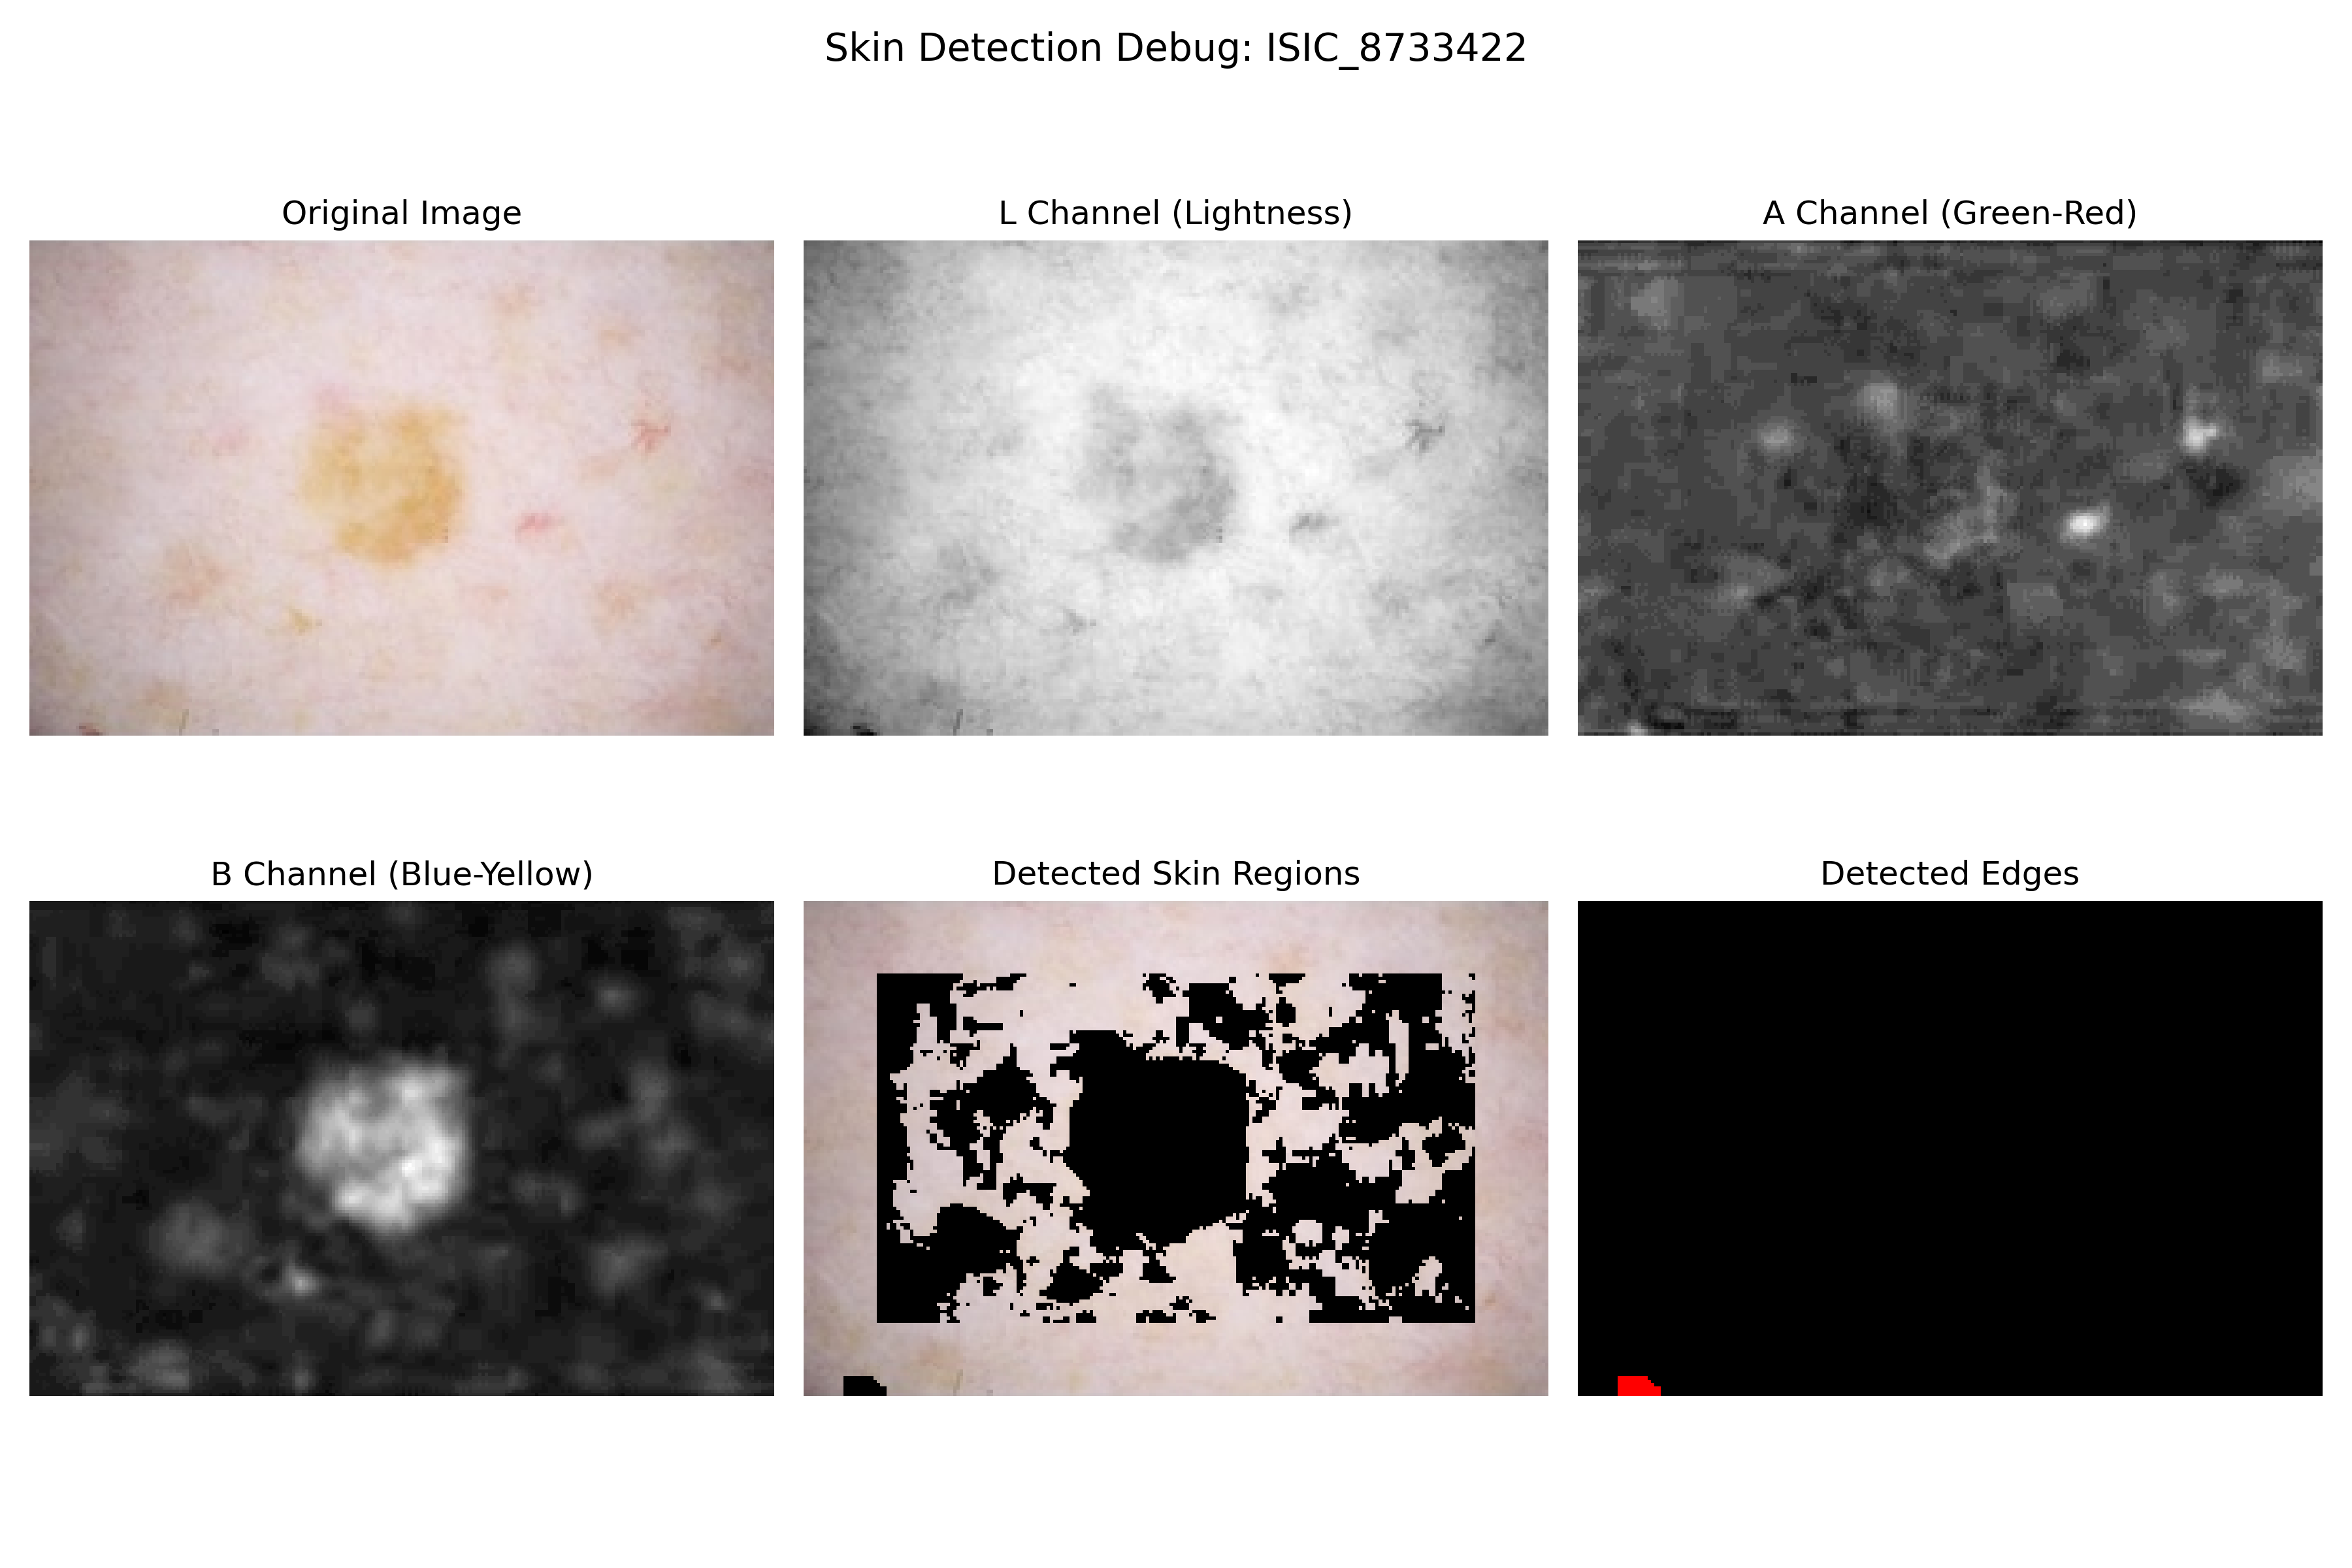 Skin Detection Debug: ISIC_8733422
Original Image
L Channel (Lightness)
A Channel (Green-Red)
B Channel (Blue-Yellow)
Detected Skin Regions
Detected Edges